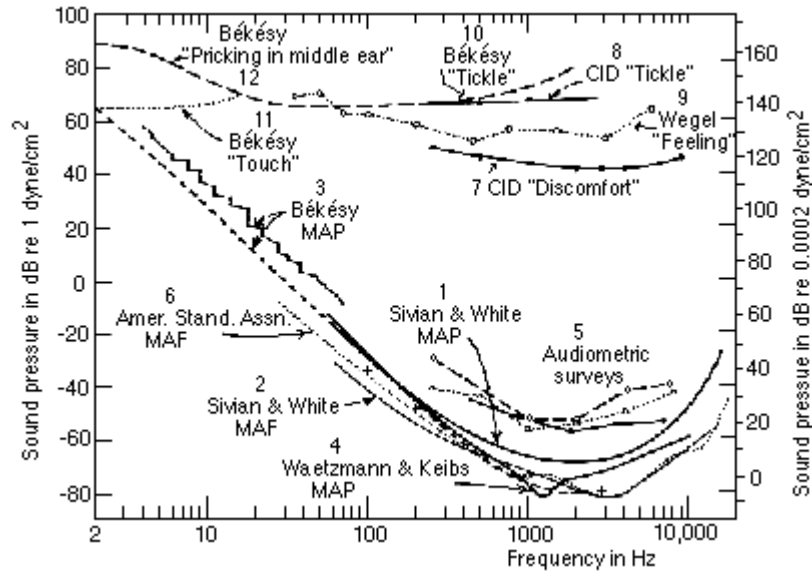 Sound pressure in dB re 1 dyne/cm2
100
80
60
40
20
0
-20
-40
-60
-80
2
10
100
1000
10,000
Frequency in Hz
160
140
120
100
80
60
40
20
0
Sound pressure in dB re 0.0002 dyne/cm2
Békésy
"Pricking in middle ear"
12
11
Békésy
"Touch"
10
Békésy
"Tickle"
8
CID "Tickle"
9
Wegel
"Feeling"
7 CID "Discomfort"
3
Békésy
MAP
6
Amer. Stand. Assn.
MAF
2
Sivian & White
MAF
1
Sivian & White
MAP
5
Audiometric
surveys
4
Waetzmann & Keibs
MAP